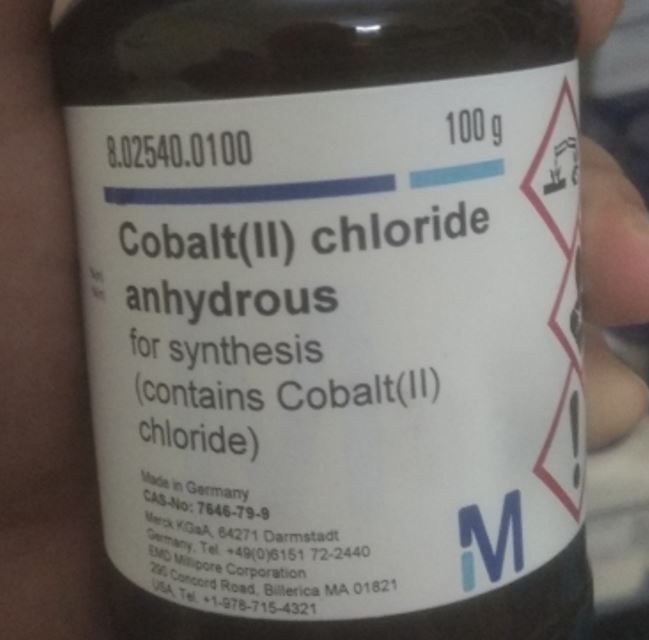 8.02540.0100
100 g
Cobalt(II) chloride
anhydrous
for synthesis
(contains Cobalt(II)
chloride)
Made in Germany
CAS-No: 7646-79-9
Merck KGaA, 64271 Darmstadt
Germany, Tel. +49(0)6151 72-2440
EMD Millipore Corporation
290 Concord Road, Billerica MA 01821
USA, Tel. +1-978-715-4321
M